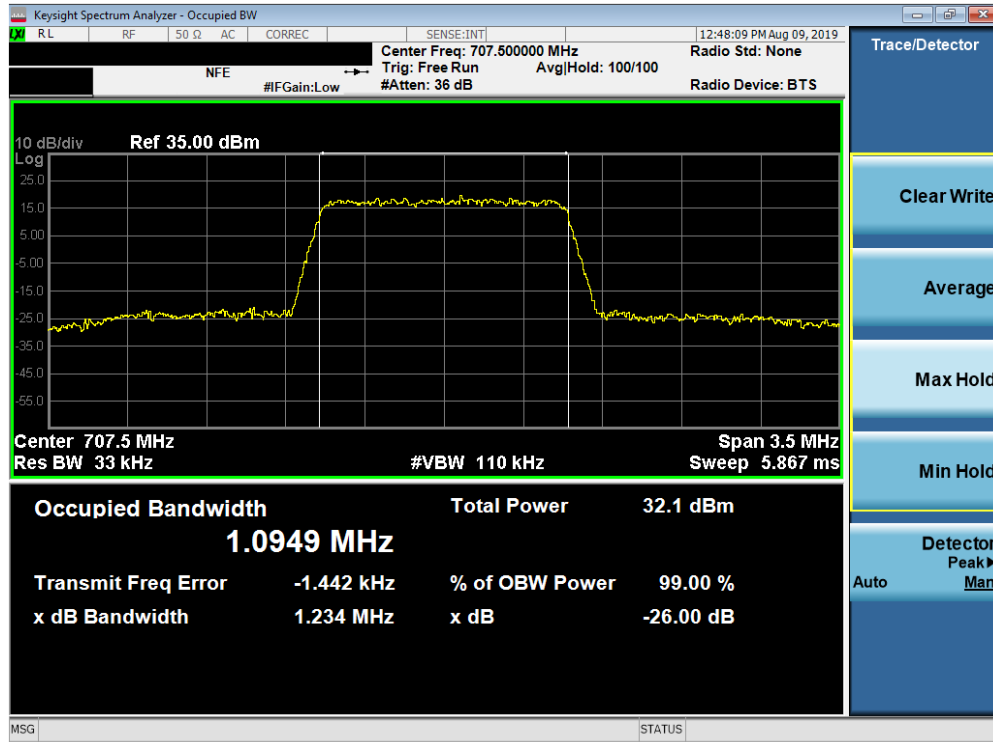 Keysight Spectrum Analyzer - Occupied BW
LXI RL RF 50 Ω AC CORREC SENSE:INT 12:48:09 PM Aug 09, 2019
Center Freq: 707.500000 MHz Radio Std: None
NFE Trig: Free Run Avg|Hold: 100/100
#IFGain:Low #Atten: 36 dB Radio Device: BTS
10 dB/div Ref 35.00 dBm
Log
25.0
15.0
5.00
-5.00
-15.0
-25.0
-35.0
-45.0
-55.0
Center 707.5 MHz Span 3.5 MHz
Res BW 33 kHz #VBW 110 kHz Sweep 5.867 ms
Occupied Bandwidth Total Power 32.1 dBm
1.0949 MHz
Transmit Freq Error -1.442 kHz % of OBW Power 99.00 %
x dB Bandwidth 1.234 MHz x dB -26.00 dB
MSG STATUS
Trace/Detector
Clear Write
Average
Max Hold
Min Hold
Detector
Peak▶
Auto Man